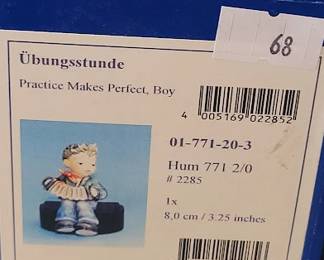 68
Übungsstunde
Practice Makes Perfect, Boy
4 005169 022852
01-771-20-3
Hum 771 2/0
# 2285
1x
8,0 cm / 3.25 inches